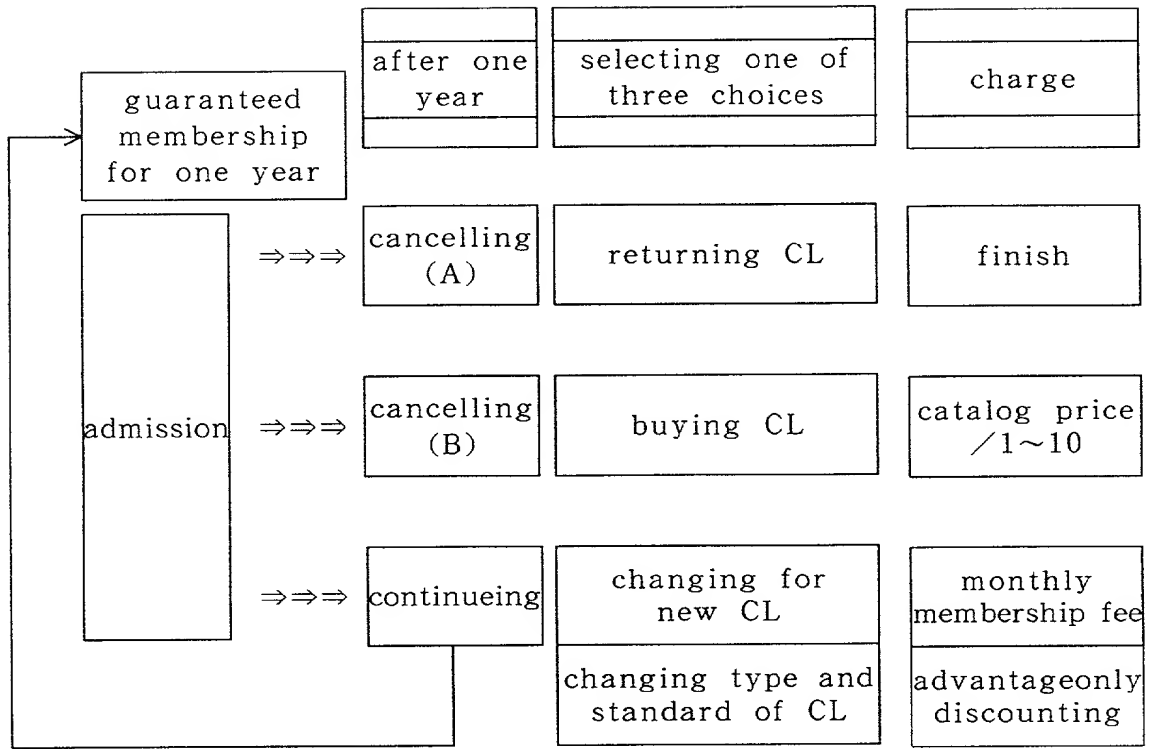 guaranteed
membership
for one year
after one
year
selecting one of
three choices
charge
admission
⇒⇒⇒
cancelling
(A)
returning CL
finish
⇒⇒⇒
cancelling
(B)
buying CL
catalog price
/1~10
⇒⇒⇒
continueing
changing for
new CL
monthly
membership fee
changing type and
standard of CL
advantageonly
discounting